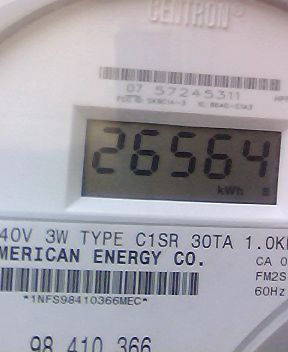 CENTRON®
07 57245311
26564
kWh
40V 3W TYPE C1SR 30TA 1.0K
MERICAN ENERGY CO.
CA 0
FM2S
60Hz
*1NFS98410366MEC*
98 410 366